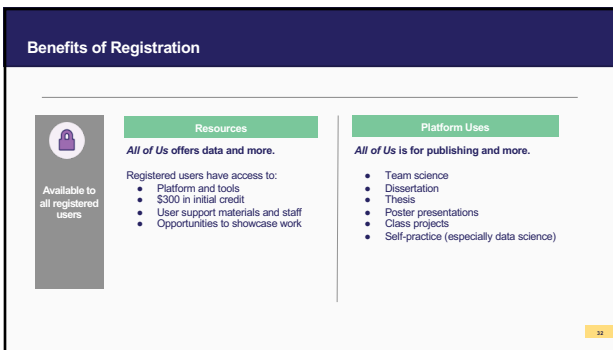 Benefits of Registration
Available to
all registered
users
Resources
All of Us offers data and more.
Registered users have access to:
● Platform and tools
● $300 in initial credit
● User support materials and staff
● Opportunities to showcase work
Platform Uses
All of Us is for publishing and more.
● Team science
● Dissertation
● Thesis
● Poster presentations
● Class projects
● Self-practice (especially data science)
32